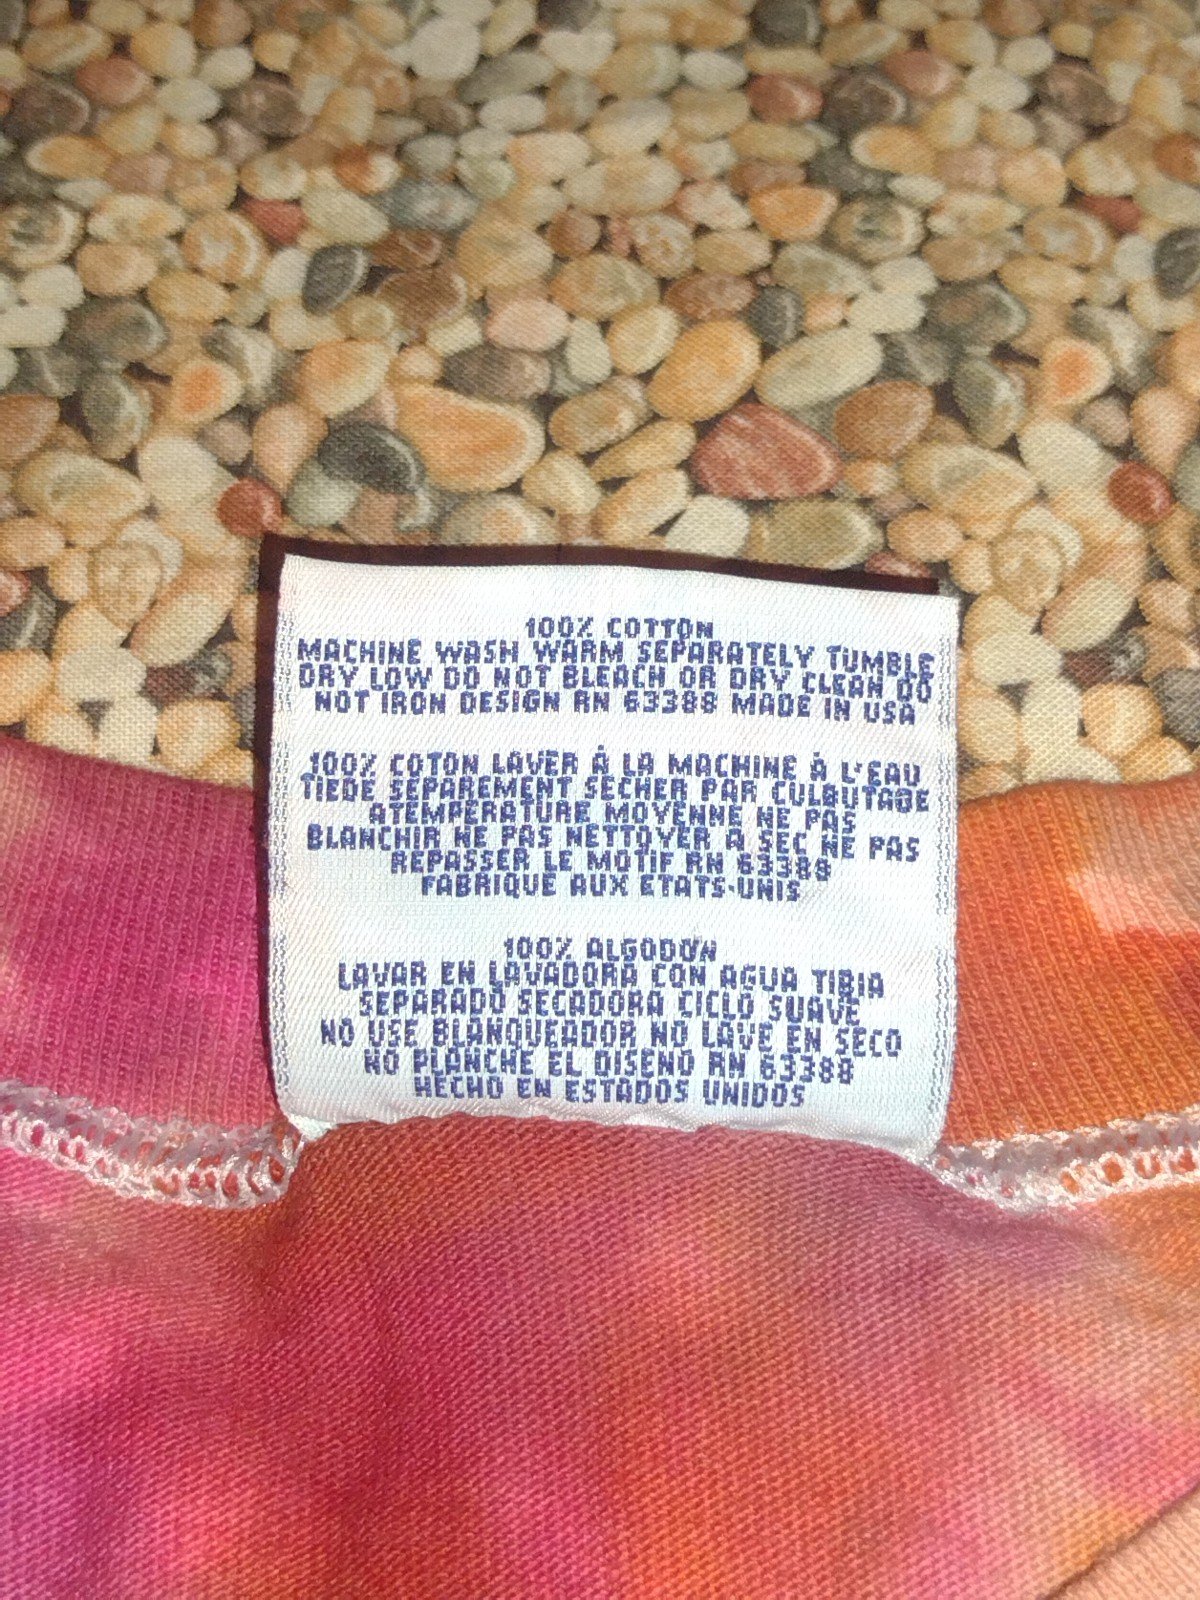 100% COTTON
MACHINE WASH WARM SEPARATELY TUMBLE
DRY LOW DO NOT BLEACH OR DRY CLEAN DO
NOT IRON DESIGN RN 63388 MADE IN USA
100% COTON LAVER À LA MACHINE À L'EAU
TIEDE SEPAREMENT SECHER PAR CULBUTAGE
ATEMPÉRATURE MOYENNE NE PAS
BLANCHIR NE PAS NETTOYER A SEC NE PAS
REPASSER LE MOTIF RN 63388
FABRIQUE AUX ETATS-UNIS
100% ALGODÓN
LAVAR EN LAVADORA CON AGUA TIBIA
SEPARADO SECADORA CICLO SUAVE
NO USE BLANQUEADOR NO LAVE EN SECO
NO PLANCHE EL DISENO RN 63388
HECHO EN ESTADOS UNIDOS